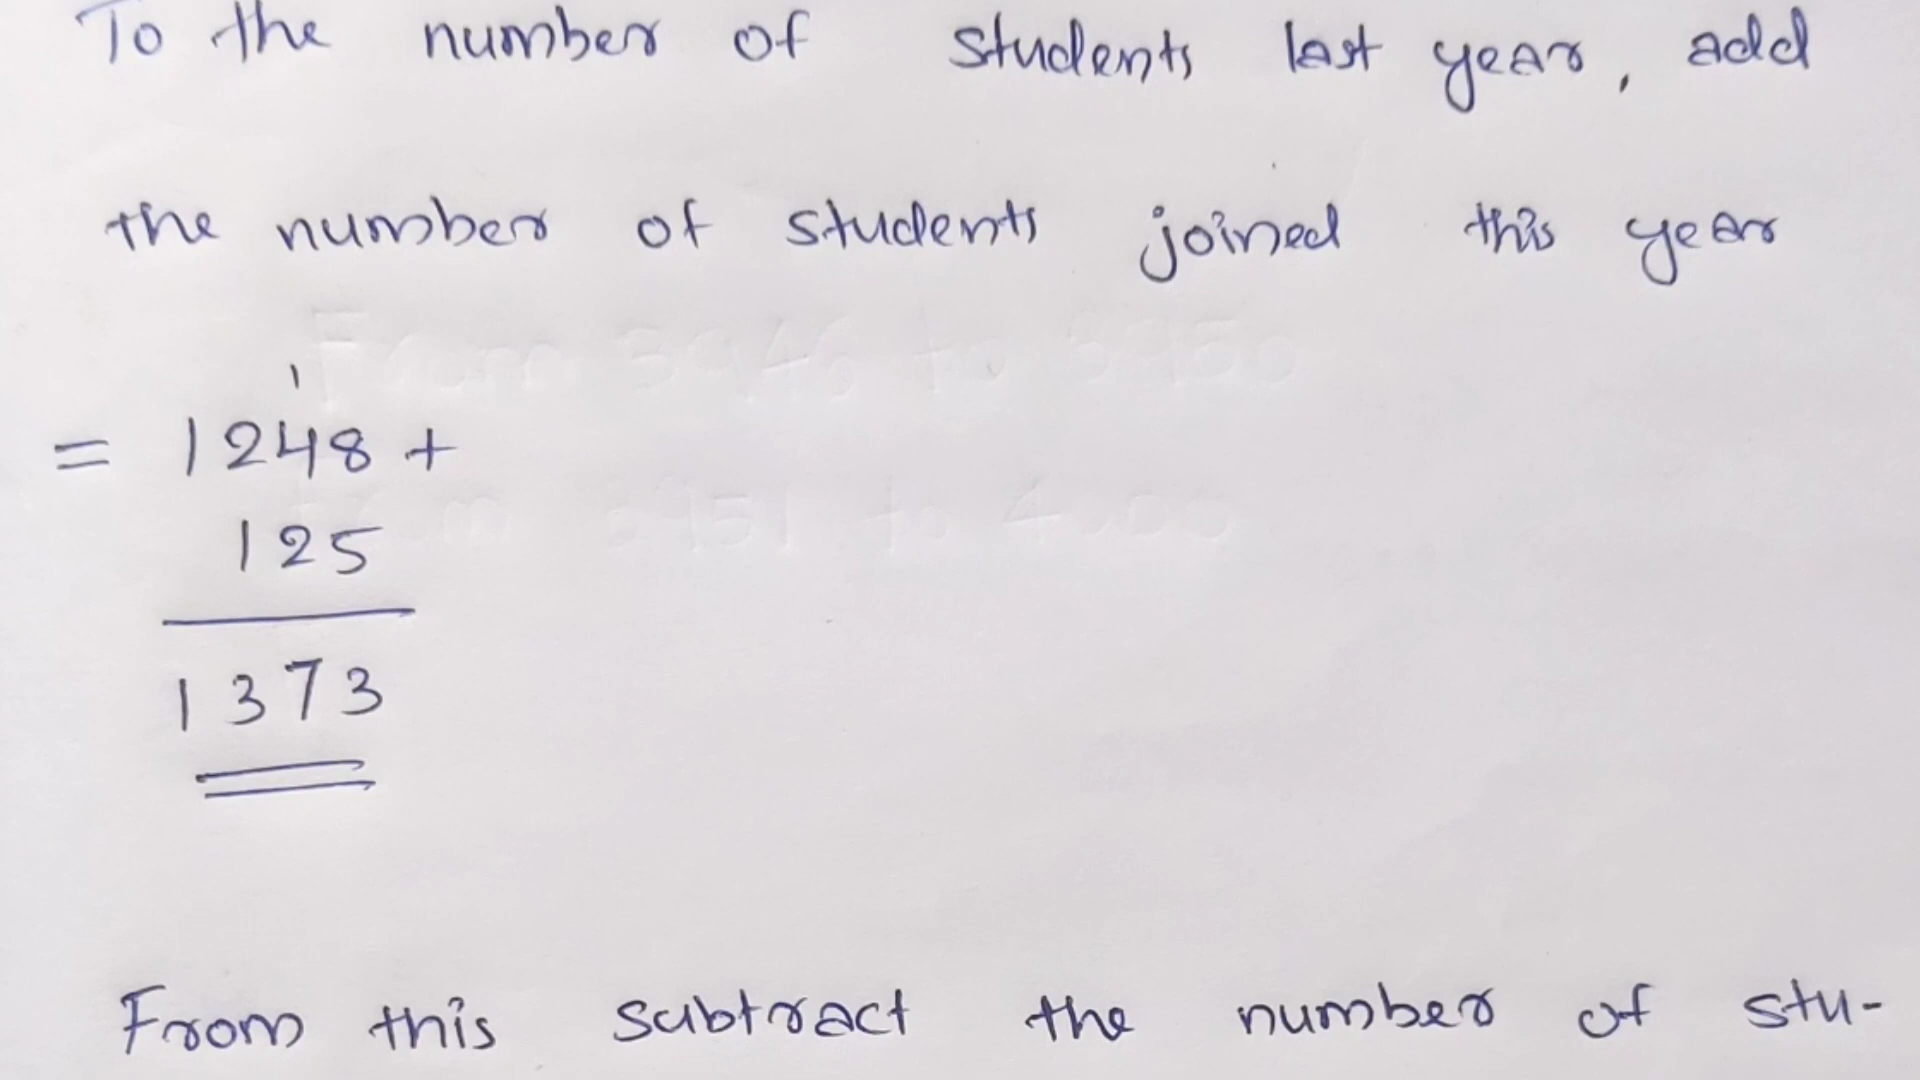 To the number of students last year, add
the number of students joined this year
1
= 1248 +
125
1373
From this subtract the number of stu-